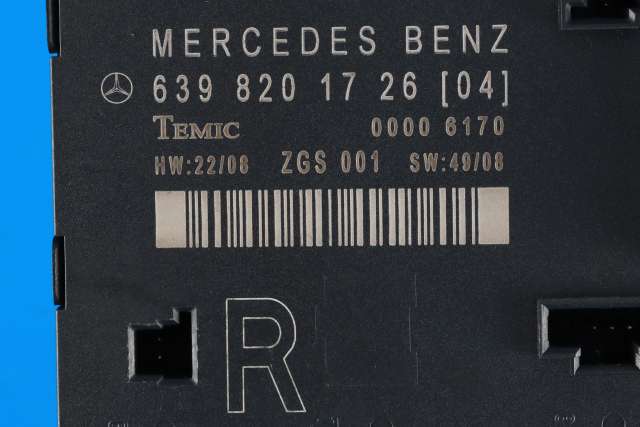 MERCEDES BENZ
639 820 17 26 [04]
TEMIC 0000 6170
HW:22/08 ZGS 001 SW:49/08
R